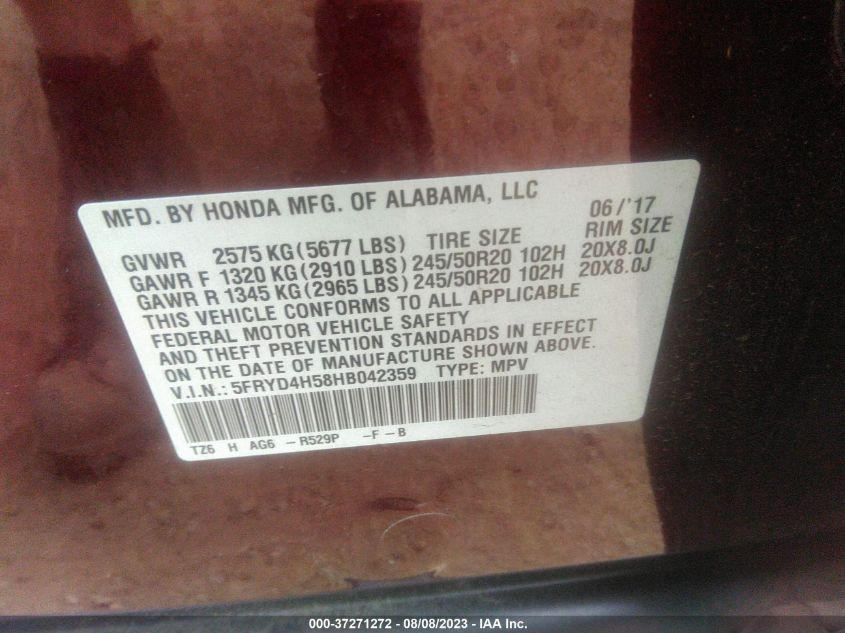 MFD. BY HONDA MFG. OF ALABAMA, LLC 06/'17
GVWR 2575 KG(5677 LBS) TIRE SIZE RIM SIZE
GAWR F 1320 KG(2910 LBS) 245/50R20 102H 20X8.0J
GAWR R 1345 KG(2965 LBS) 245/50R20 102H 20X8.0J
THIS VEHICLE CONFORMS TO ALL APPLICABLE
FEDERAL MOTOR VEHICLE SAFETY
AND THEFT PREVENTION STANDARDS IN EFFECT
ON THE DATE OF MANUFACTURE SHOWN ABOVE.
V.I.N.: 5FRYD4H58HB042359 TYPE: MPV
TZ6 H AG6 -R529P -F-B
000-37271272 - 08/08/2023 - IAA Inc.